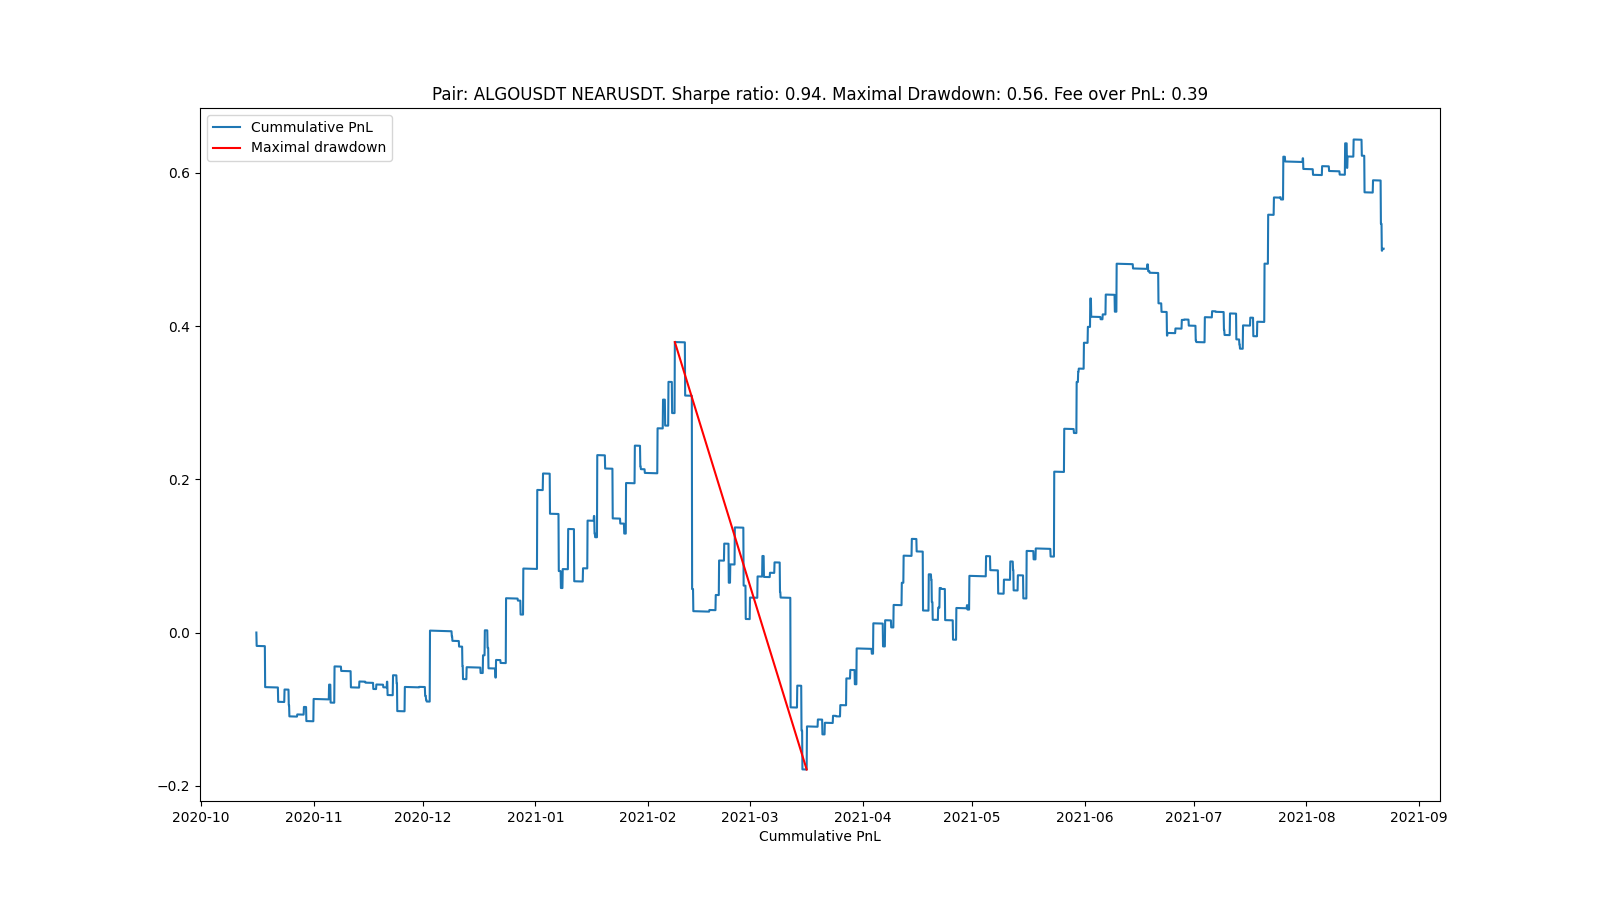 Pair: ALGOUSDT NEARUSDT. Sharpe ratio: 0.94. Maximal Drawdown: 0.56. Fee over PnL: 0.39
Cummulative PnL
Maximal drawdown
0.6
0.4
0.2
0.0
−0.2
2020-10 2020-11 2020-12 2021-01 2021-02 2021-03 2021-04 2021-05 2021-06 2021-07 2021-08 2021-09
Cummulative PnL